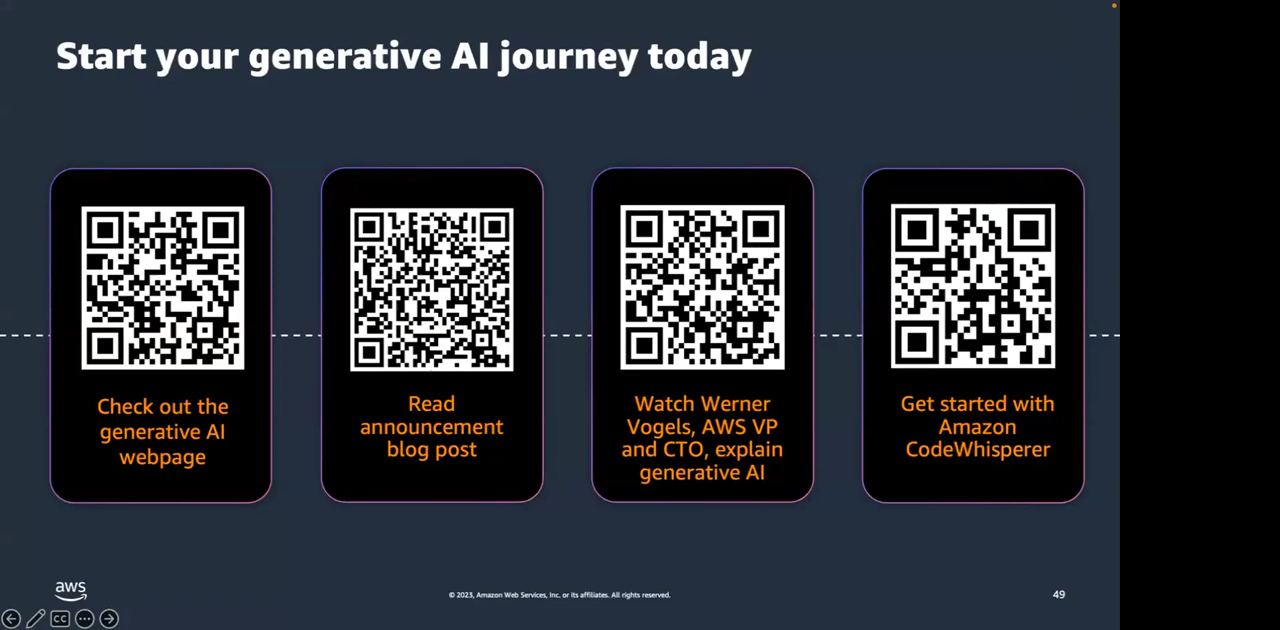 Start your generative AI journey today
Check out the
generative AI
webpage
Read
announcement
blog post
Watch Werner
Vogels, AWS VP
and CTO, explain
generative AI
Get started with
Amazon
CodeWhisperer
aws
© 2023, Amazon Web Services, Inc. or its affiliates. All rights reserved.
49
CC